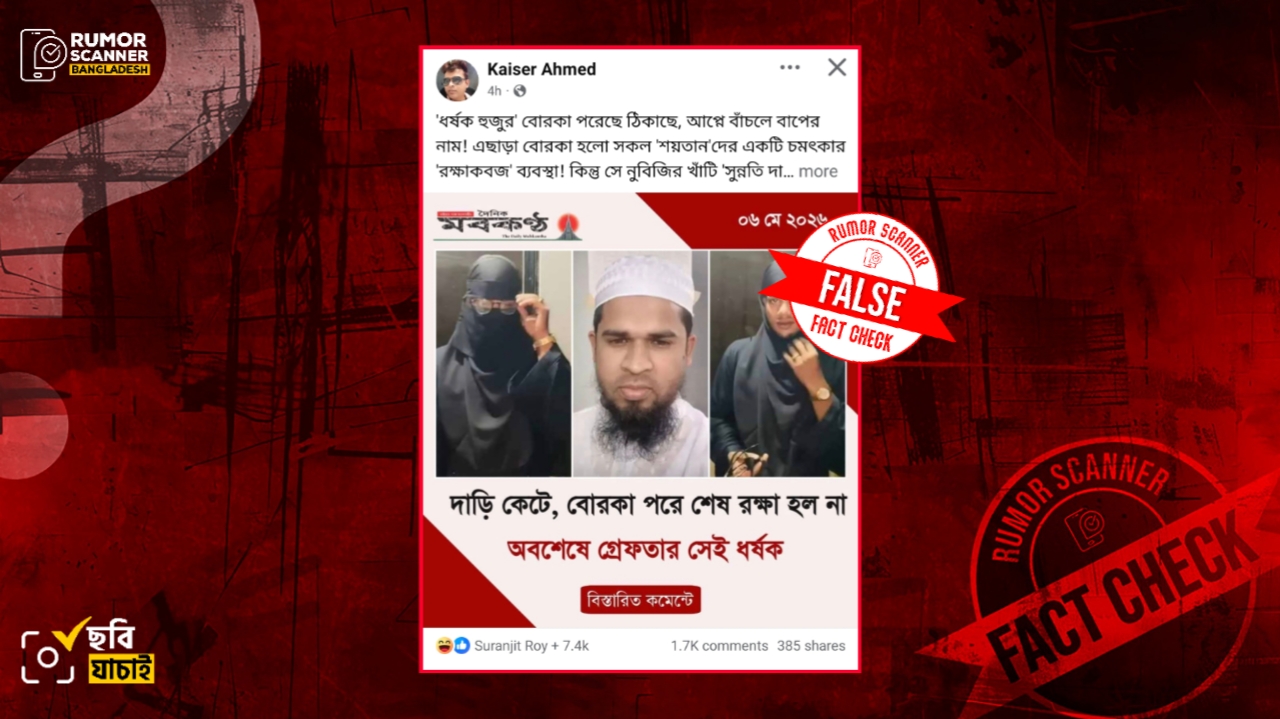 RUMOR
SCANNER
BANGLADESH
Kaiser Ahmed
4h
'ধর্ষক হুজুর' বোরকা পরেছে ঠিকাছে, আপ্নে বাঁচলে বাপের
নাম! এছাড়া বোরকা হলো সকল 'শয়তান'দের একটি চমৎকার
'রক্ষাকবজ' ব্যবস্থা! কিন্তু সে নুবিজির খাঁটি 'সুন্নতি দা... more
দৈনিক
০৬ মে ২০২৬
RUMOR SCANNER
FALSE
FACT CHECK
দাড়ি কেটে, বোরকা পরে শেষ রক্ষা হল না
অবশেষে গ্রেফতার সেই ধর্ষক
বিস্তারিত কমেন্টে
Suranjit Roy + 7.4k
1.7K comments 385 shares
RUMOR SCANNER
FACT CHECK
ছবি
যাচাই